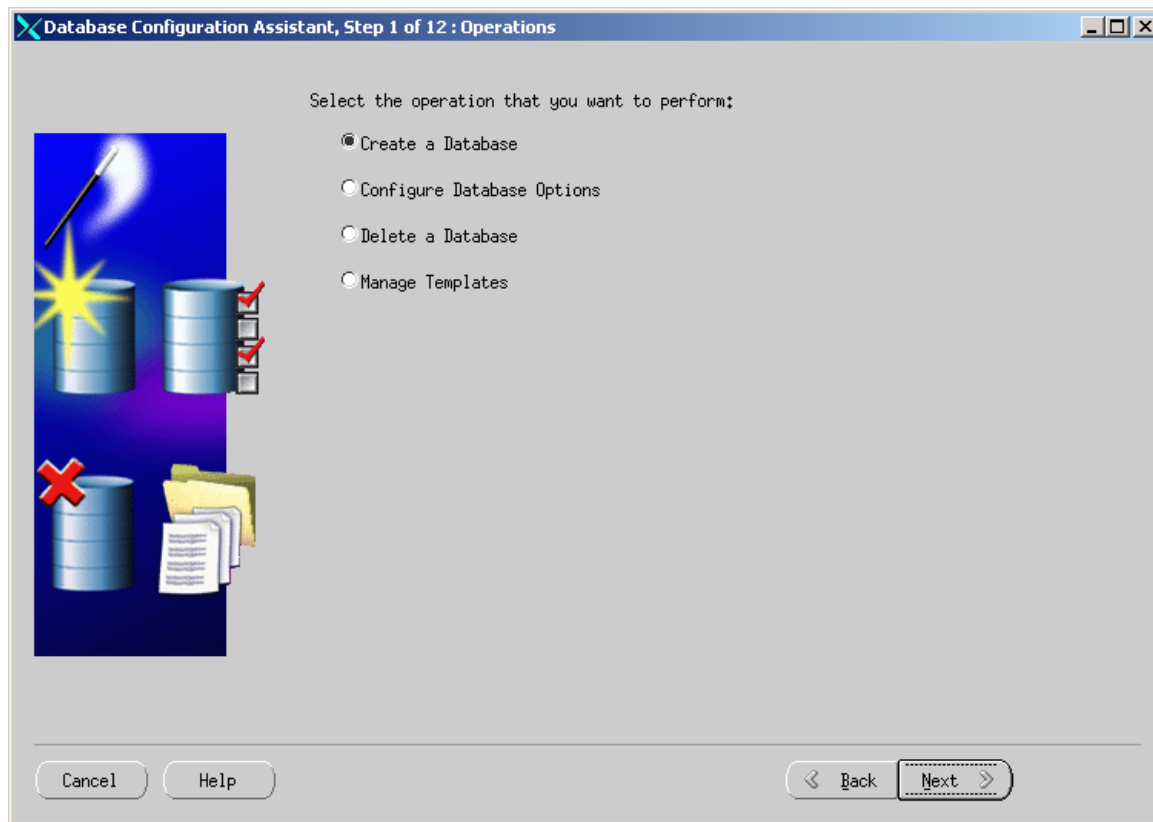 Database Configuration Assistant, Step 1 of 12 : Operations
Select the operation that you want to perform:
Create a Database
Configure Database Options
Delete a Database
Manage Templates
Cancel
Help
Back
Next